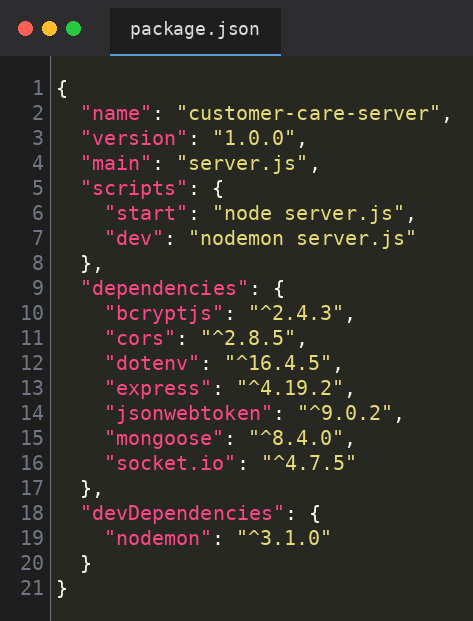 package.json
1 {
2   "name": "customer-care-server",
3   "version": "1.0.0",
4   "main": "server.js",
5   "scripts": {
6     "start": "node server.js",
7     "dev": "nodemon server.js"
8   },
9   "dependencies": {
10     "bcryptjs": "^2.4.3",
11     "cors": "^2.8.5",
12     "dotenv": "^16.4.5",
13     "express": "^4.19.2",
14     "jsonwebtoken": "^9.0.2",
15     "mongoose": "^8.4.0",
16     "socket.io": "^4.7.5"
17   },
18   "devDependencies": {
19     "nodemon": "^3.1.0"
20   }
21 }